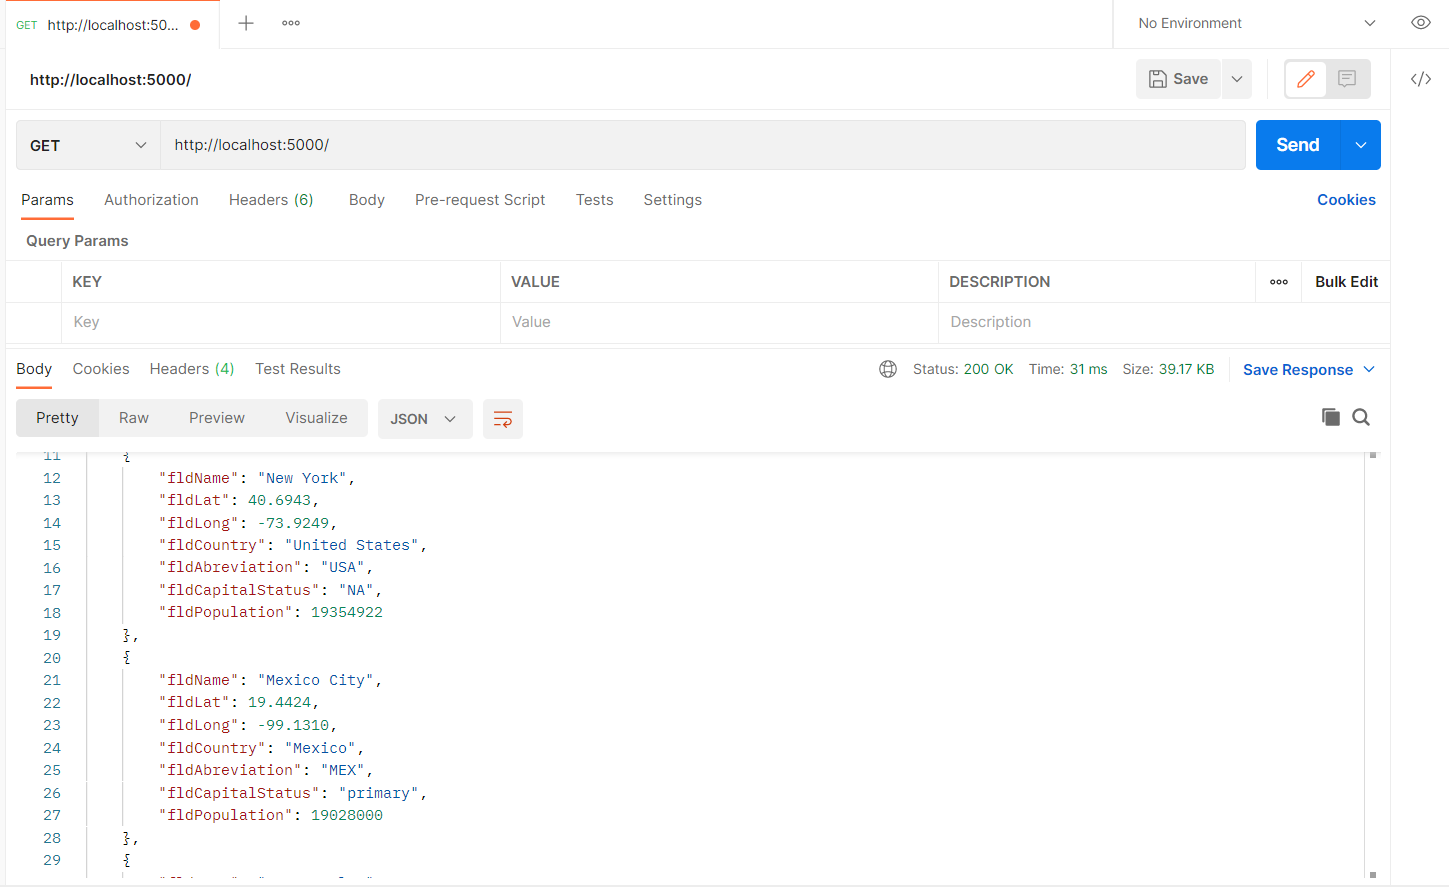 GET http://localhost:50...
No Environment
http://localhost:5000/
Save
GET http://localhost:5000/ Send
Params Authorization Headers (6) Body Pre-request Script Tests Settings Cookies
Query Params
KEY VALUE DESCRIPTION Bulk Edit
Key Value Description
Body Cookies Headers (4) Test Results Status: 200 OK Time: 31 ms Size: 39.17 KB Save Response
Pretty Raw Preview Visualize JSON
11 {
12 "fldName": "New York",
13 "fldLat": 40.6943,
14 "fldLong": -73.9249,
15 "fldCountry": "United States",
16 "fldAbreviation": "USA",
17 "fldCapitalStatus": "NA",
18 "fldPopulation": 19354922
19 },
20 {
21 "fldName": "Mexico City",
22 "fldLat": 19.4424,
23 "fldLong": -99.1310,
24 "fldCountry": "Mexico",
25 "fldAbreviation": "MEX",
26 "fldCapitalStatus": "primary",
27 "fldPopulation": 19028000
28 },
29 {